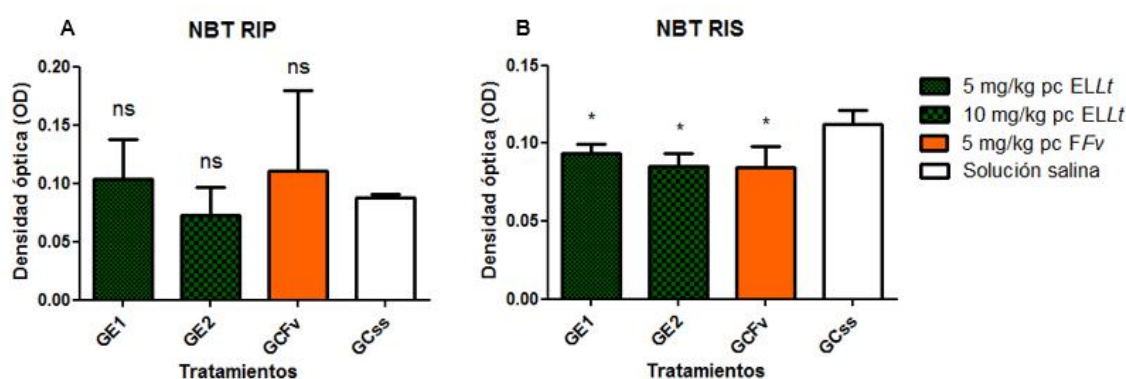 A
NBT RIP
Densidad óptica (OD)
0.20
0.15
0.10
0.05
0.00
ns
ns
ns
GE1
GE2
GCFv
GCss
Tratamientos
B
NBT RIS
Densidad óptica (OD)
0.15
0.10
0.05
0.00
*
*
*
GE1
GE2
GCFv
GCss
Tratamientos
5 mg/kg pc ELLt
10 mg/kg pc ELLt
5 mg/kg pc FFv
Solución salina